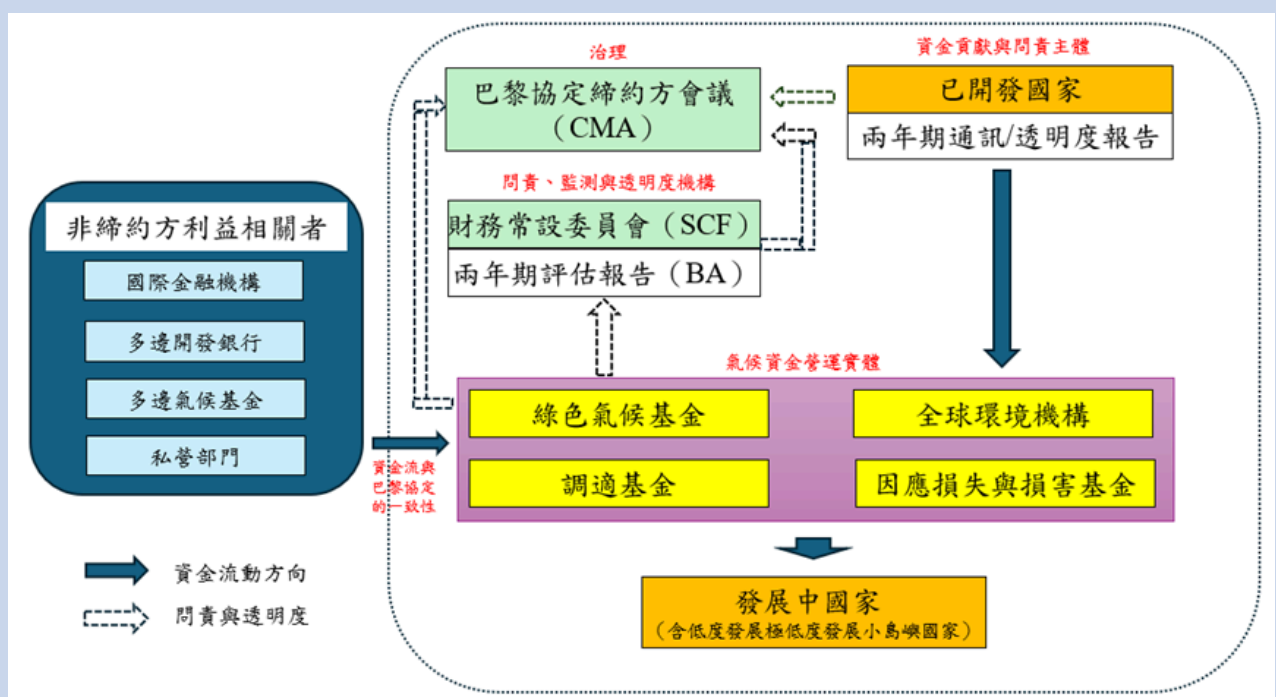 治理
巴黎協定締約方會議
（CMA）
資金貢獻與問責主體
已開發國家
兩年期通訊/透明度報告
問責、監測與透明度機構
財務常設委員會（SCF）
兩年期評估報告（BA）
非締約方利益相關者
國際金融機構
多邊開發銀行
多邊氣候基金
私營部門
資金流與
巴黎協定
的一致性
氣候資金營運實體
綠色氣候基金
全球環境機構
調適基金
因應損失與損害基金
發展中國家
（含低度發展極低度發展小島嶼國家）
資金流動方向
問責與透明度